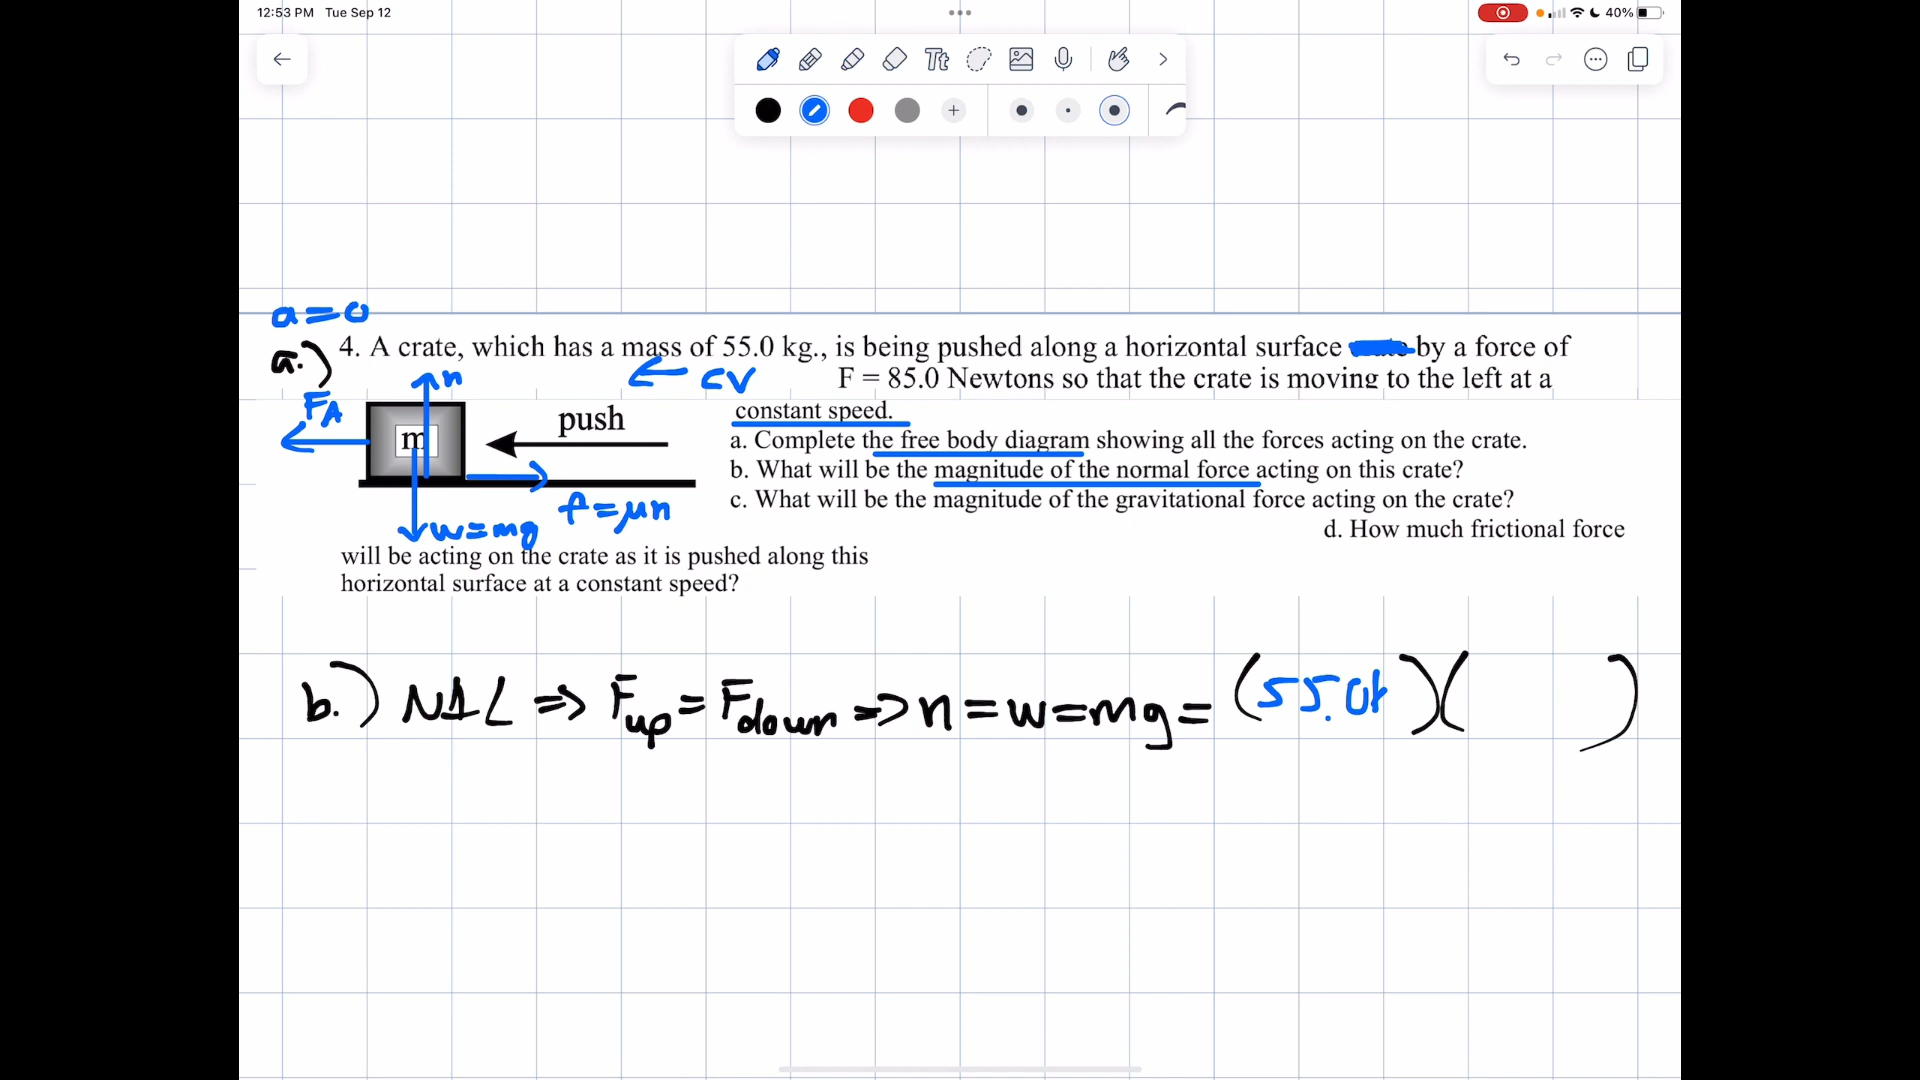 12:53 PM Tue Sep 12
40%
Tt
a=0
a.) 4. A crate, which has a mass of 55.0 kg., is being pushed along a horizontal surface by a force of
← cv F = 85.0 Newtons so that the crate is moving to the left at a
n
FA
m
push
constant speed.
a. Complete the free body diagram showing all the forces acting on the crate.
b. What will be the magnitude of the normal force acting on this crate?
c. What will be the magnitude of the gravitational force acting on the crate?
f=μn
w=mg
d. How much frictional force
will be acting on the crate as it is pushed along this
horizontal surface at a constant speed?
b.) N1L => Fup = Fdown => n = w = mg = (55.0k )( )